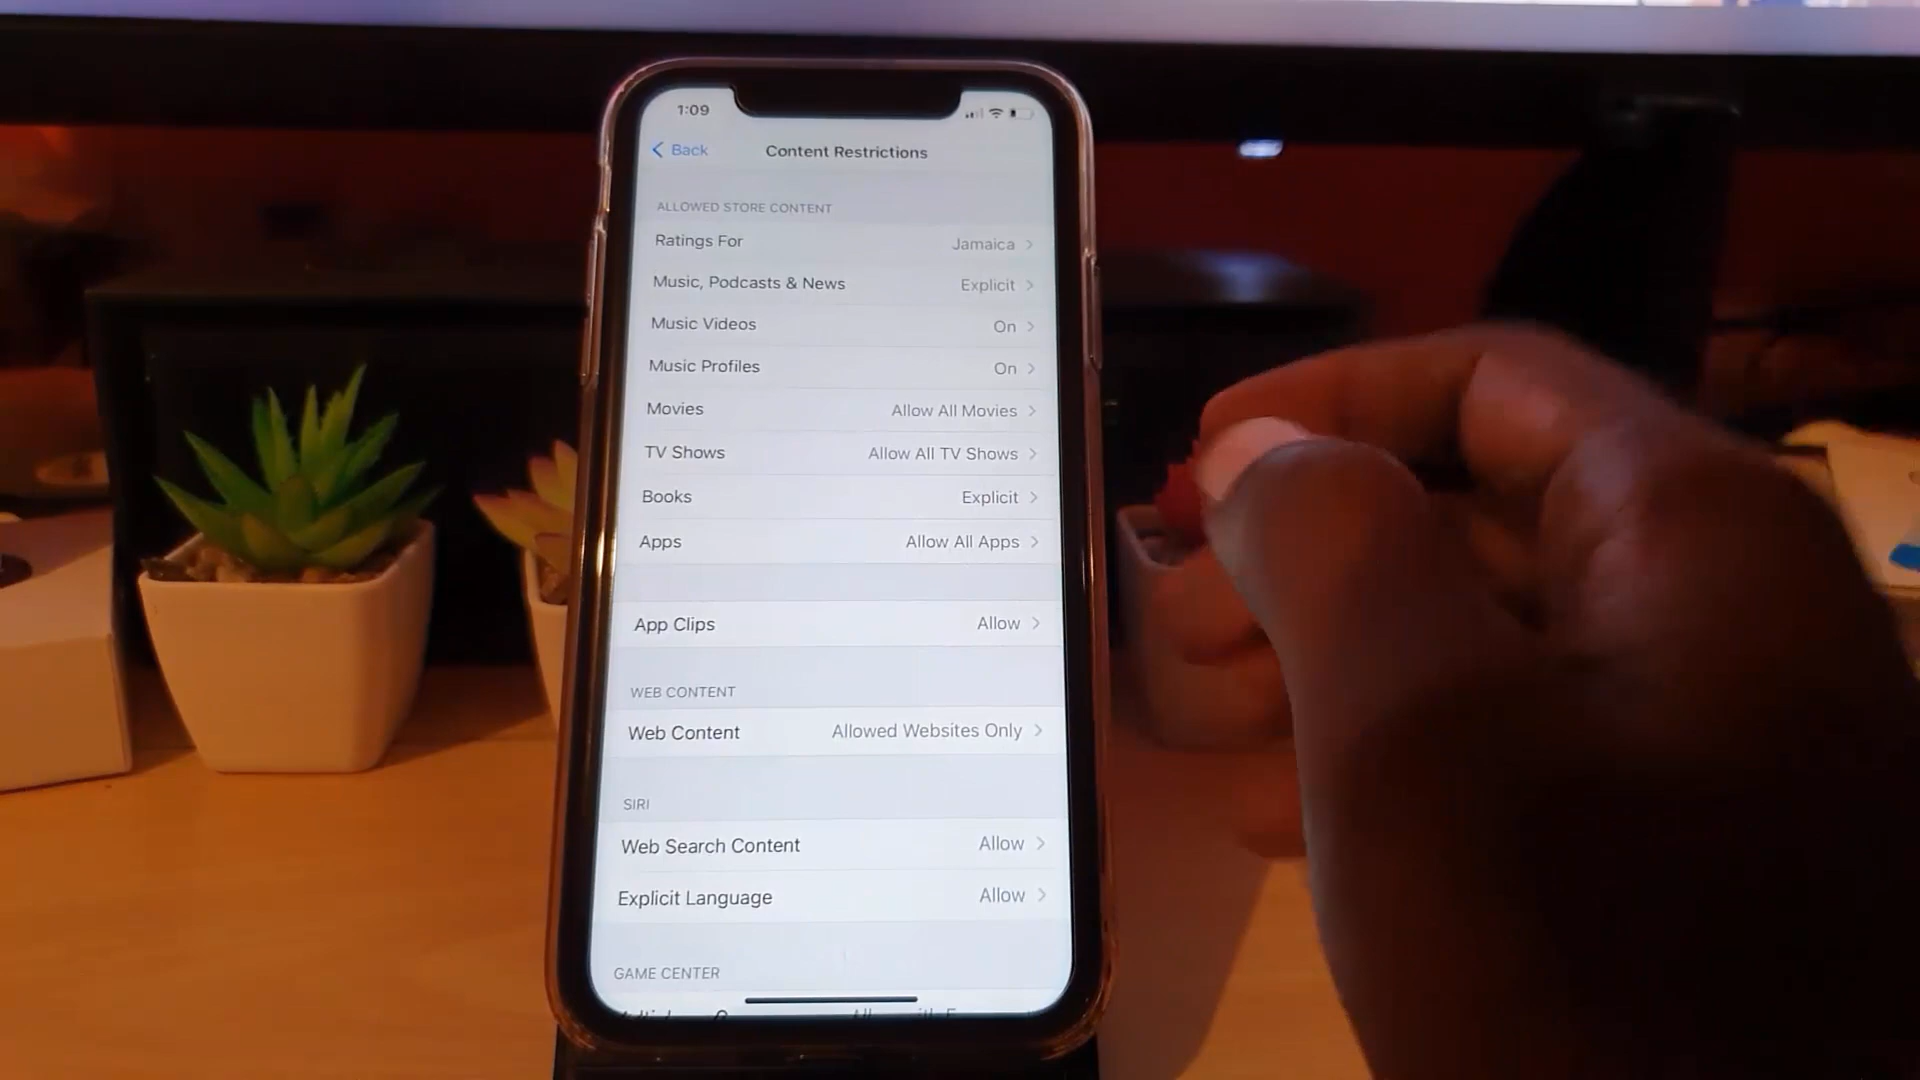 1:09
Back Content Restrictions
ALLOWED STORE CONTENT
Ratings For Jamaica
Music, Podcasts & News Explicit
Music Videos On
Music Profiles On
Movies Allow All Movies
TV Shows Allow All TV Shows
Books Explicit
Apps Allow All Apps
App Clips Allow
WEB CONTENT
Web Content Allowed Websites Only
SIRI
Web Search Content Allow
Explicit Language Allow
GAME CENTER